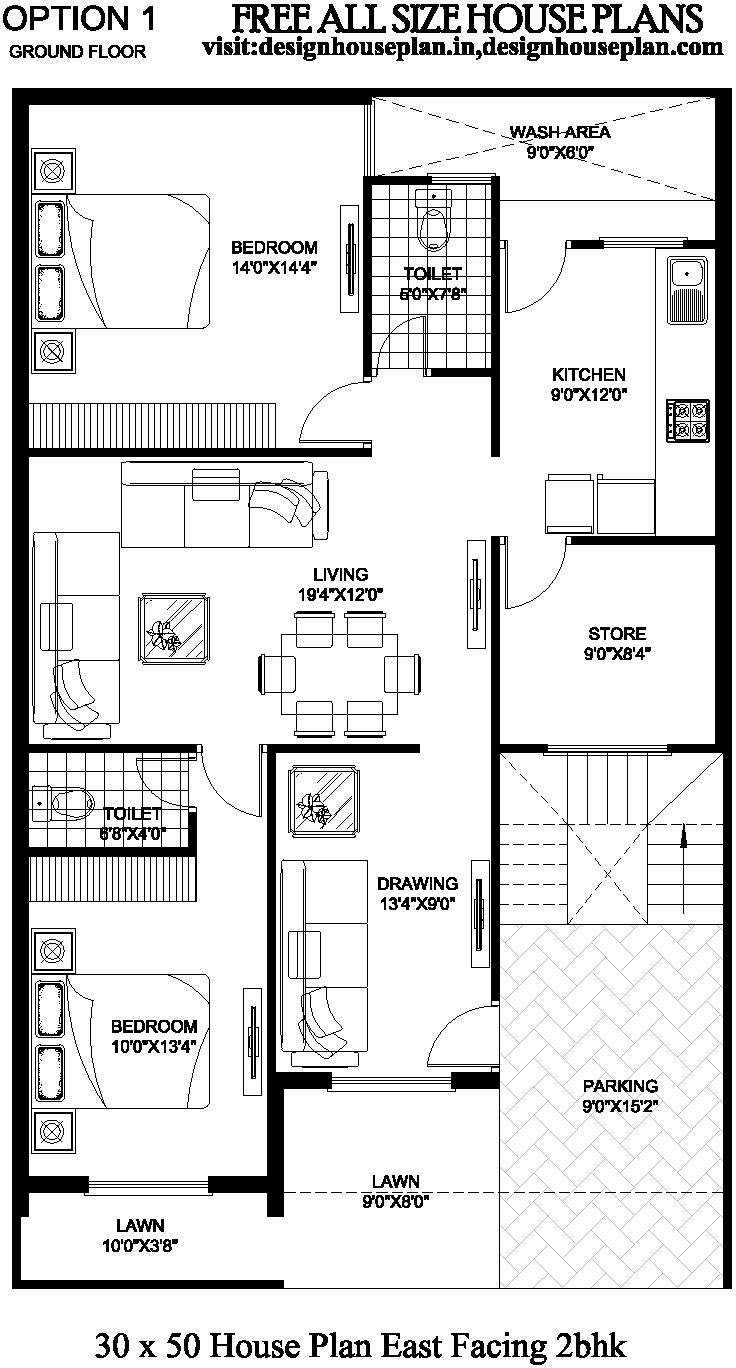 OPTION 1
GROUND FLOOR
FREE ALL SIZE HOUSE PLANS
visit:designhouseplan.in,designhouseplan.com
WASH AREA
9'0"X6'0"
BEDROOM
14'0"X14'4"
TOILET
5'0"X7'8"
KITCHEN
9'0"X12'0"
LIVING
19'4"X12'0"
STORE
9'0"X8'4"
TOILET
6'8"X4'0"
DRAWING
13'4"X9'0"
BEDROOM
10'0"X13'4"
PARKING
9'0"X15'2"
LAWN
9'0"X8'0"
LAWN
10'0"X3'8"
30 x 50 House Plan East Facing 2bhk